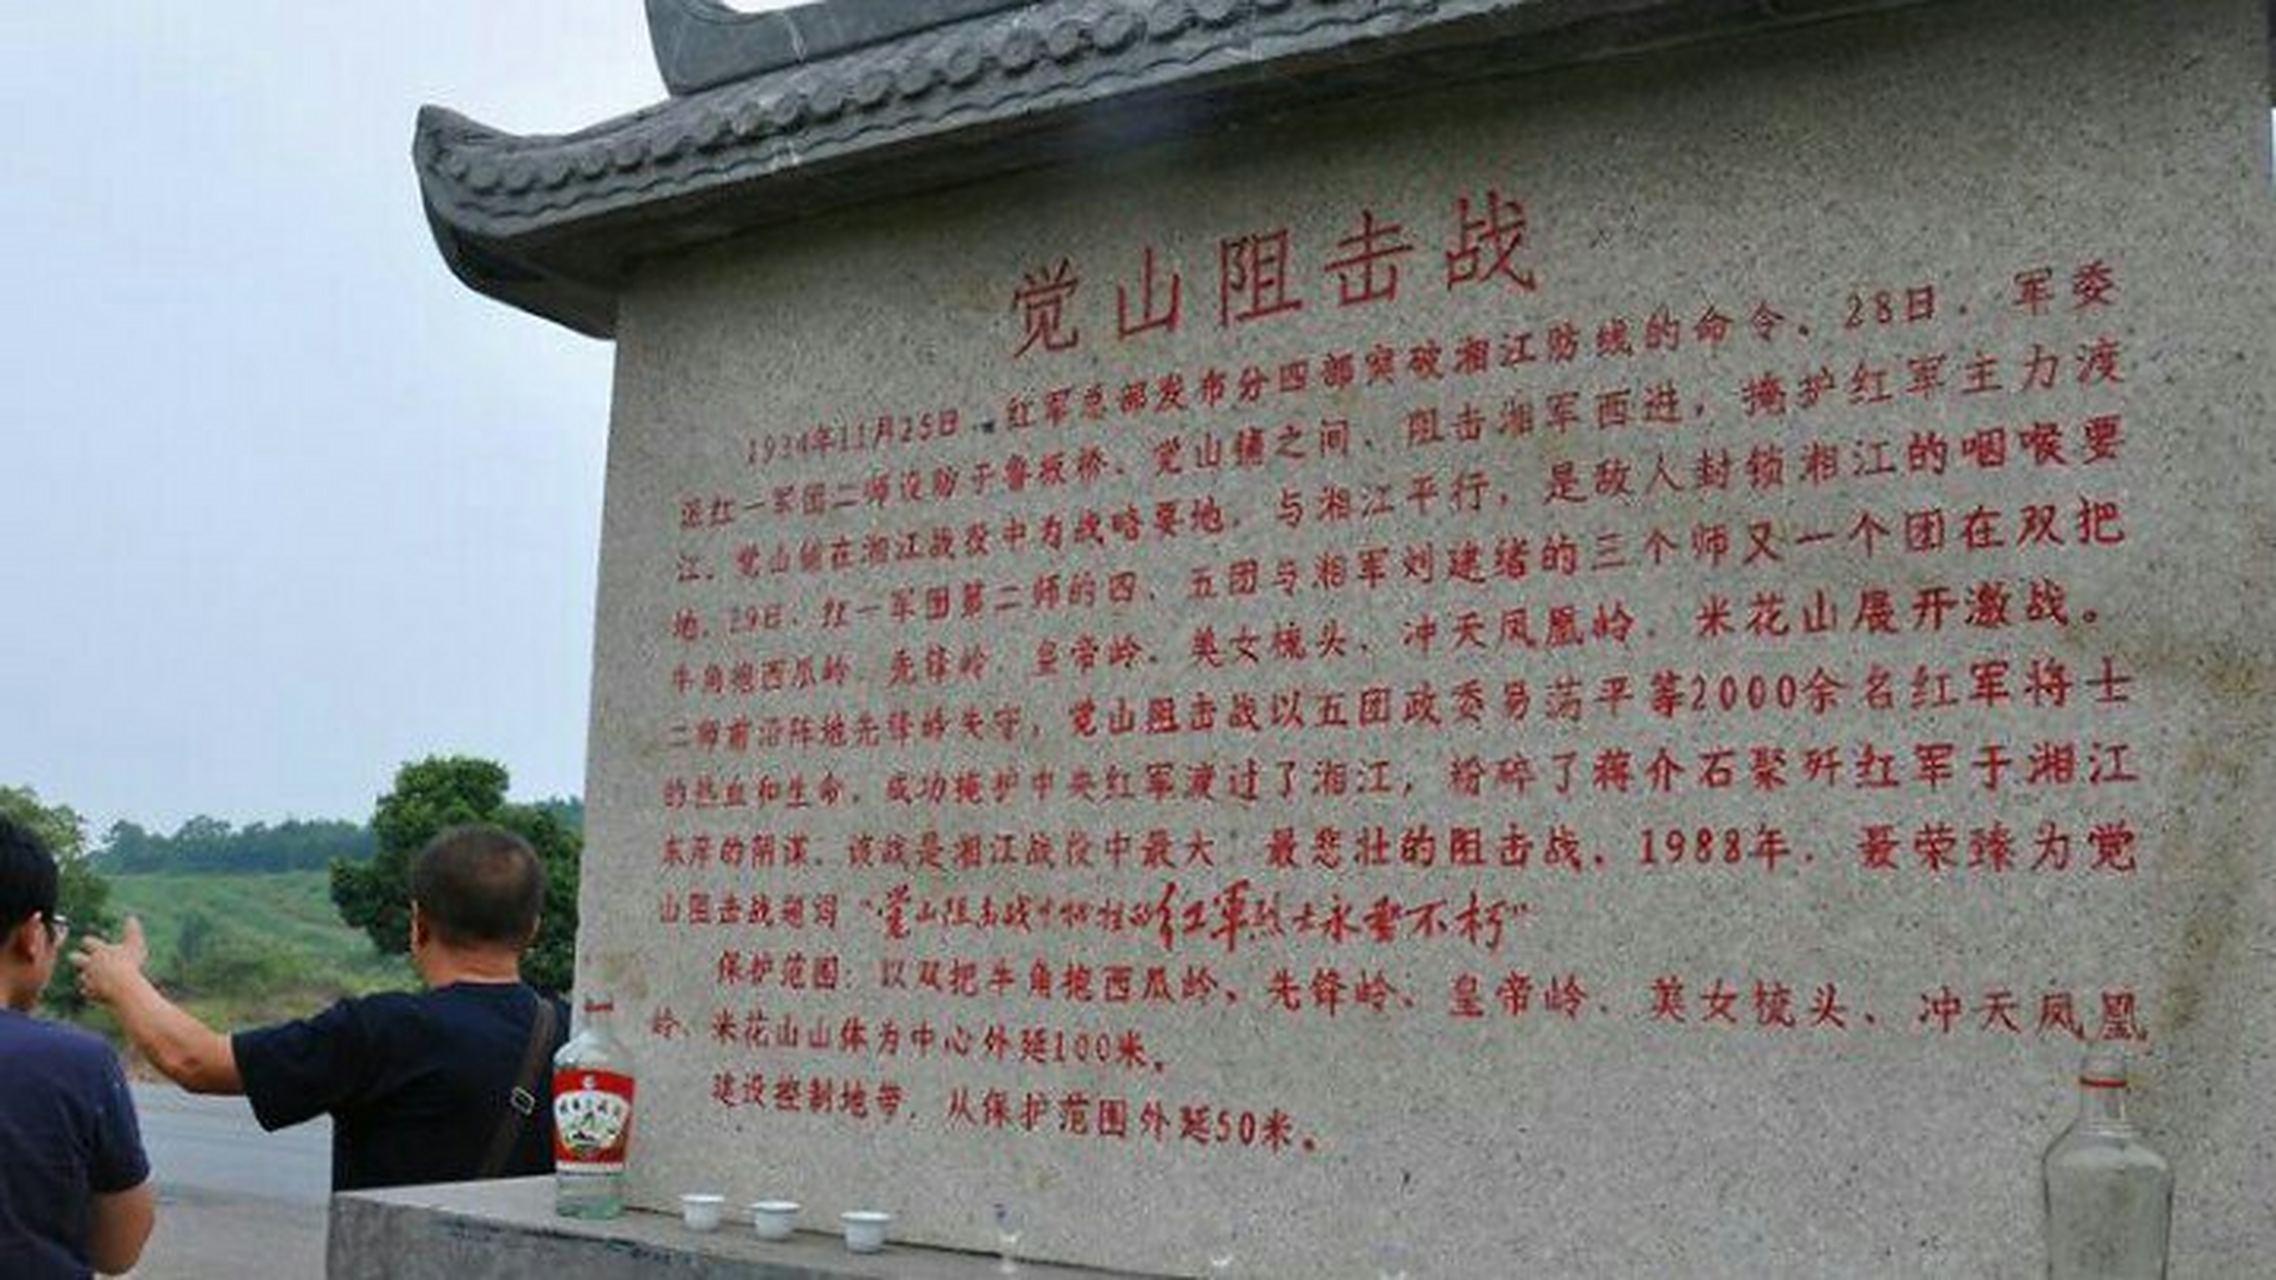 觉山阻击战
1934年11月25日，红军总部发布分四部突破湘江防线的命令。28日，军委
派红一军团二师设防于鲁板桥、觉山铺之间，阻击湘军西进，掩护红军主力渡
江。觉山铺在湘江战役中为战略要地，与湘江平行，是敌人封锁湘江的咽喉要
地。29日，红一军团第二师的四、五团与湘军刘建绪的三个师又一个团在双把
牛角抱西瓜岭、先锋岭、皇帝岭、美女梳头、冲天凤凰岭、米花山展开激战。
二师前沿阵地先锋岭失守，觉山阻击战以五团政委易荡平等2000余名红军将士
的热血和生命，成功掩护中央红军渡过了湘江，粉碎了蒋介石聚歼红军于湘江
东岸的阴谋。该战是湘江战役中最大、最悲壮的阻击战。1988年，聂荣臻为觉
山阻击战题词“觉山阻击战中牺牲的红军烈士永垂不朽”
保护范围：以双把牛角抱西瓜岭、先锋岭、皇帝岭、美女梳头、冲天凤凰
岭、米花山山体为中心外延100米。
建设控制地带：从保护范围外延50米。